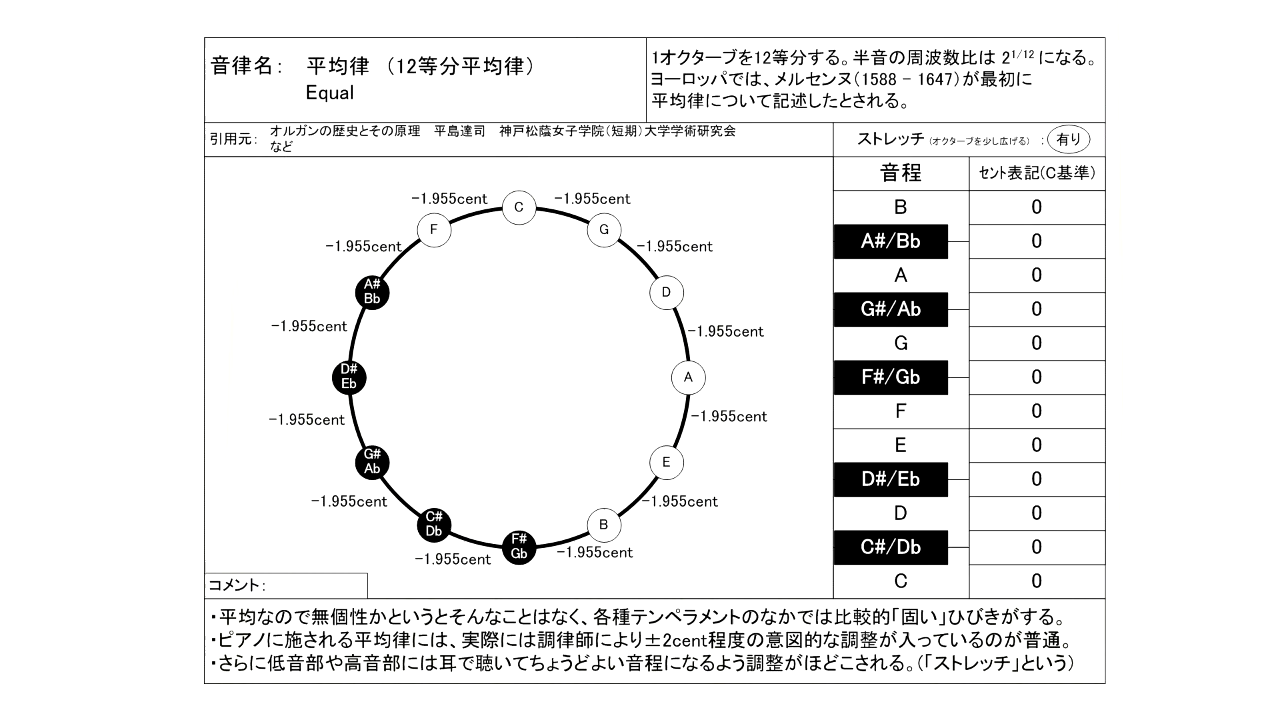 音律名： 平均律 （12等分平均律）
Equal
1オクターブを12等分する。半音の周波数比は 2^1/12 になる。
ヨーロッパでは、メルセンヌ（1588 - 1647）が最初に
平均律について記述したとされる。
引用元： オルガンの歴史とその原理 平島達司 神戸松蔭女子学院（短期）大学学術研究会
など
ストレッチ （オクターブを少し広げる） ： 有り
音程 セント表記（C基準）
B 0
A#/Bb 0
A 0
G#/Ab 0
G 0
F#/Gb 0
F 0
E 0
D#/Eb 0
D 0
C#/Db 0
C 0
-1.955cent
C
-1.955cent
F
G
-1.955cent
-1.955cent
A#
Bb
D
-1.955cent
-1.955cent
D#
Eb
A
-1.955cent
-1.955cent
G#
Ab
E
-1.955cent
-1.955cent
C#
Db
B
F#
Gb
-1.955cent
-1.955cent
コメント：
・平均なので無個性かというとそんなことはなく、各種テンペラメントのなかでは比較的「固い」ひびきがする。
・ピアノに施される平均律には、実際には調律師により±2cent程度の意図的な調整が入っているのが普通。
・さらに低音部や高音部には耳で聴いてちょうどよい音程になるよう調整がほどこされる。（「ストレッチ」という）